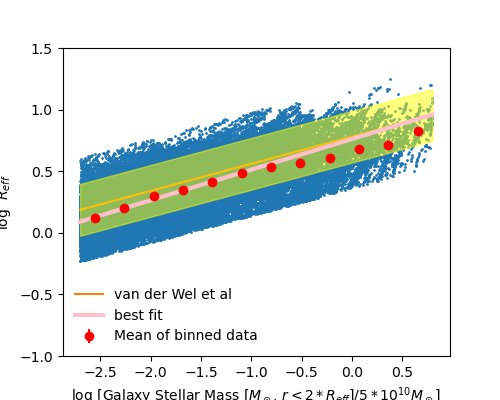 1.5
1.0
0.5
0.0
−0.5
−1.0
log R_eff
van der Wel et al
best fit
Mean of binned data
−2.5 −2.0 −1.5 −1.0 −0.5 0.0 0.5
log [Galaxy Stellar Mass [M_⊙, r < 2 * R_eff]/5 * 10^10 M_⊙]